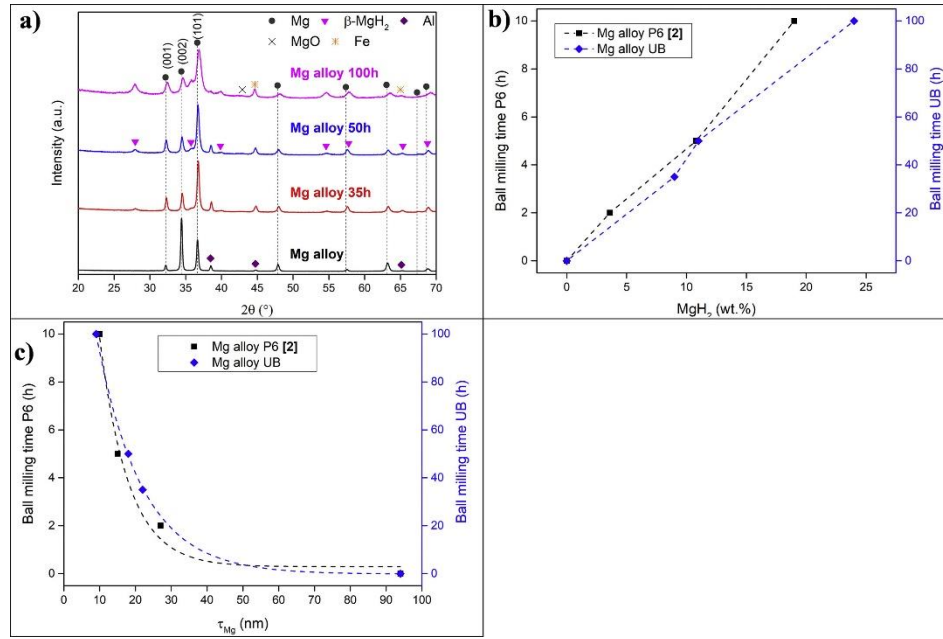 a)
● Mg ▼ β-MgH₂ ◆ Al
× MgO ✳ Fe
(001)
(002)
(101)
Mg alloy 100h
Mg alloy 50h
Mg alloy 35h
Mg alloy
Intensity (a.u.)
20 25 30 35 40 45 50 55 60 65 70
2θ (°)
b)
Mg alloy P6 [2]
Mg alloy UB
Ball milling time P6 (h)
10
8
6
4
2
0
Ball milling time UB (h)
100
80
60
40
20
0
0 5 10 15 20 25
MgH₂ (wt.%)
c)
Mg alloy P6 [2]
Mg alloy UB
Ball milling time P6 (h)
10
8
6
4
2
0
Ball milling time UB (h)
100
80
60
40
20
0
0 10 20 30 40 50 60 70 80 90 100
τMg (nm)